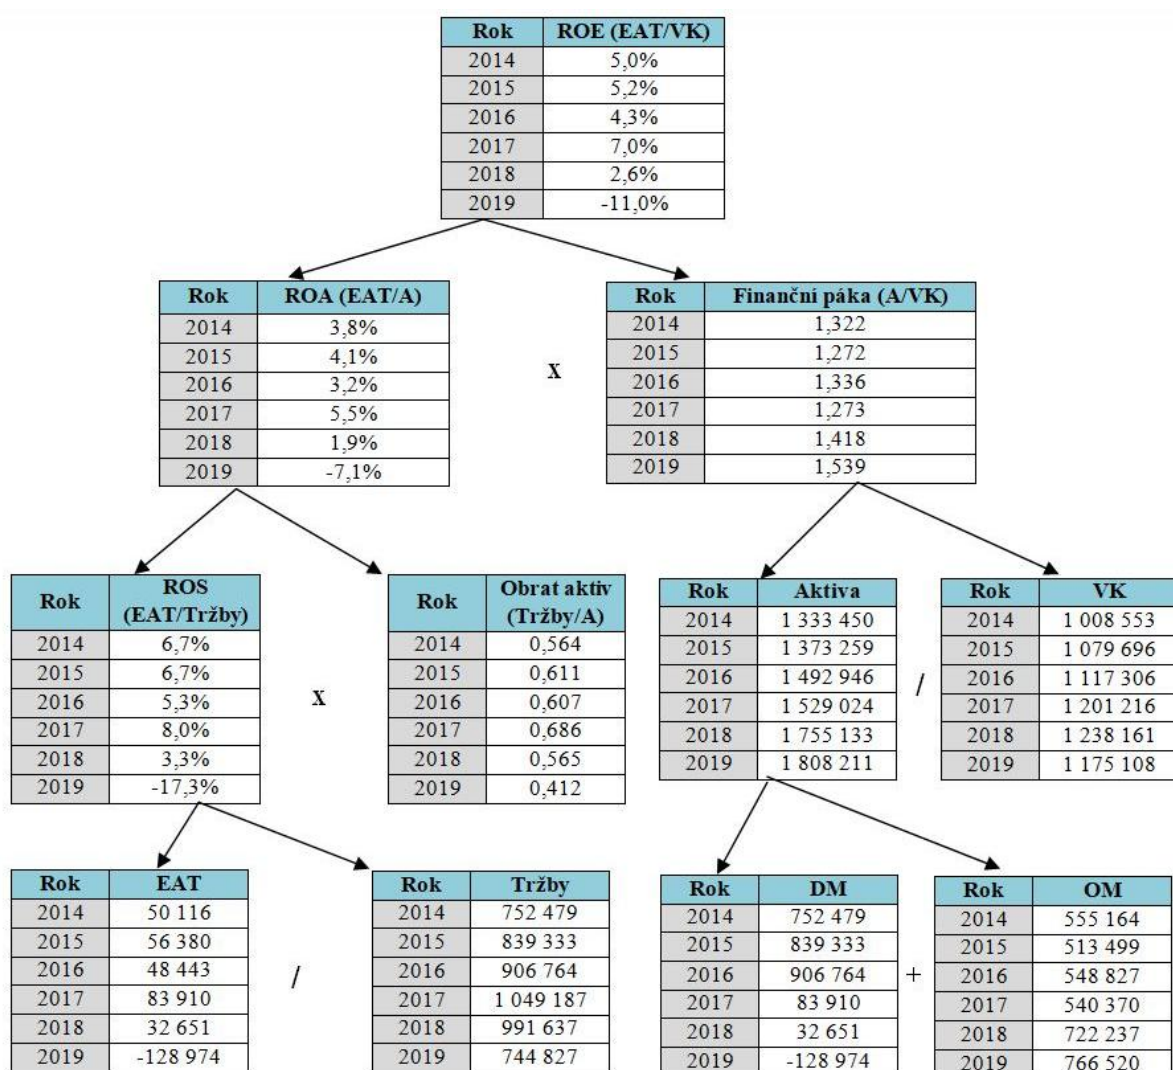 Rok ROE (EAT/VK)
2014 5,0%
2015 5,2%
2016 4,3%
2017 7,0%
2018 2,6%
2019 -11,0%
Rok ROA (EAT/A)
2014 3,8%
2015 4,1%
2016 3,2%
2017 5,5%
2018 1,9%
2019 -7,1%
x
Rok Finanční páka (A/VK)
2014 1,322
2015 1,272
2016 1,336
2017 1,273
2018 1,418
2019 1,539
Rok ROS
(EAT/Tržby)
2014 6,7%
2015 6,7%
2016 5,3%
2017 8,0%
2018 3,3%
2019 -17,3%
x
Rok Obrat aktiv
(Tržby/A)
2014 0,564
2015 0,611
2016 0,607
2017 0,686
2018 0,565
2019 0,412
Rok Aktiva
2014 1 333 450
2015 1 373 259
2016 1 492 946
2017 1 529 024
2018 1 755 133
2019 1 808 211
/
Rok VK
2014 1 008 553
2015 1 079 696
2016 1 117 306
2017 1 201 216
2018 1 238 161
2019 1 175 108
Rok EAT
2014 50 116
2015 56 380
2016 48 443
2017 83 910
2018 32 651
2019 -128 974
/
Rok Tržby
2014 752 479
2015 839 333
2016 906 764
2017 1 049 187
2018 991 637
2019 744 827
Rok DM
2014 752 479
2015 839 333
2016 906 764
2017 83 910
2018 32 651
2019 -128 974
+
Rok OM
2014 555 164
2015 513 499
2016 548 827
2017 540 370
2018 722 237
2019 766 520